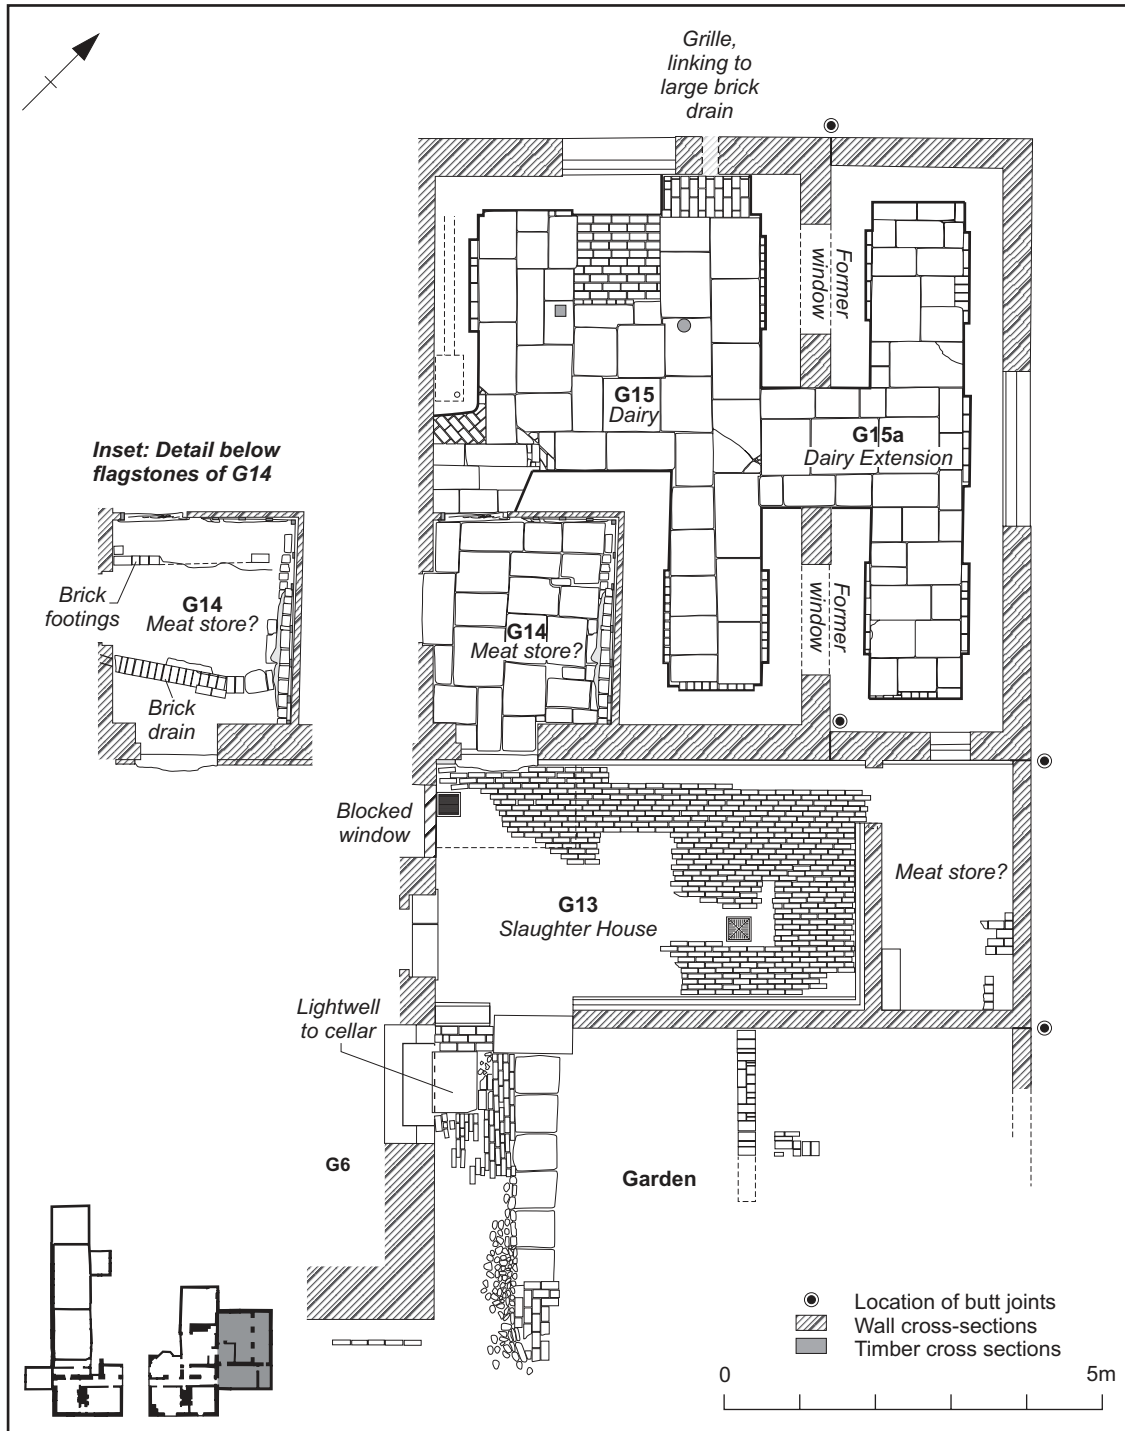 Grille,
linking to
large brick
drain
Former
window
G15
Dairy
G15a
Dairy Extension
Inset: Detail below
flagstones of G14
Brick
footings
G14
Meat store?
Brick
drain
G14
Meat store?
Former
window
Blocked
window
G13
Slaughter House
Meat store?
Lightwell
to cellar
G6
Garden
Location of butt joints
Wall cross-sections
Timber cross sections
0
5m